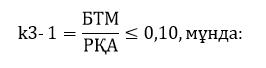 k3- 1 = БТМ / РҚА ≤ 0,10, мұнда: